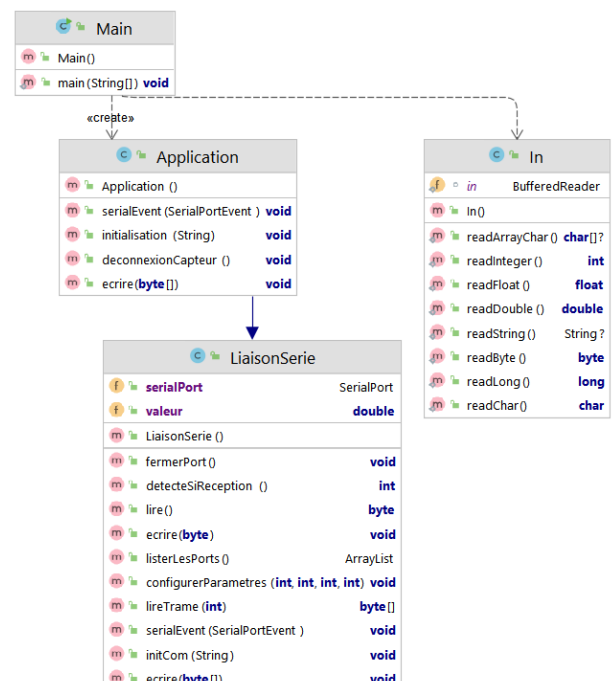 Main
Main()
main(String[]) void
«create»
Application
Application ()
serialEvent(SerialPortEvent ) void
initialisation (String) void
deconnexionCapteur () void
ecrire(byte[]) void
In
in BufferedReader
In()
readArrayChar() char[]?
readInteger() int
readFloat() float
readDouble () double
readString() String?
readByte () byte
readLong() long
readChar() char
LiaisonSerie
serialPort SerialPort
valeur double
LiaisonSerie ()
fermerPort() void
detecteSiReception () int
lire() byte
ecrire(byte) void
listerLesPorts() ArrayList
configurerParametres (int, int, int, int) void
lireTrame (int) byte[]
serialEvent(SerialPortEvent ) void
initCom (String) void
ecrire(byte[]) void